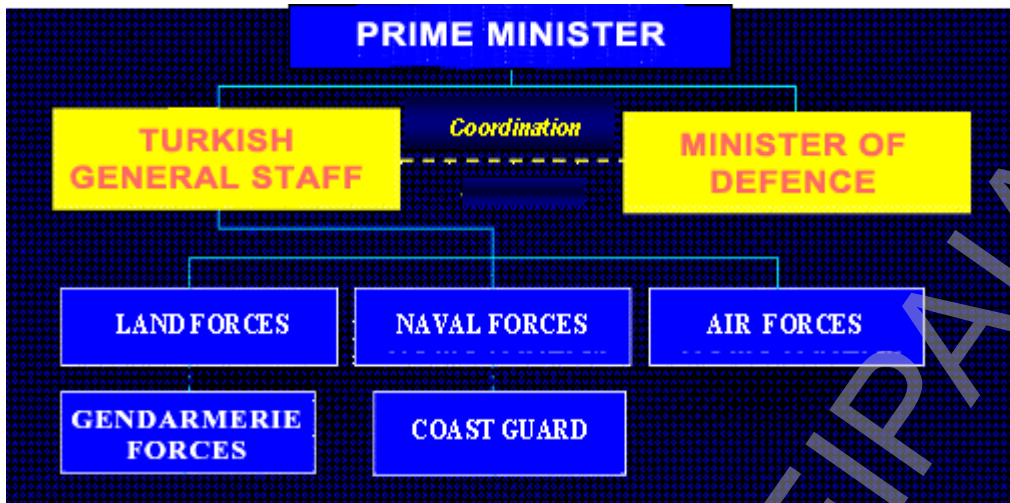 PRIME MINISTER
TURKISH
GENERAL STAFF
Coordination
MINISTER OF
DEFENCE
LAND FORCES
NAVAL FORCES
AIR FORCES
GENDARMERIE
FORCES
COAST GUARD